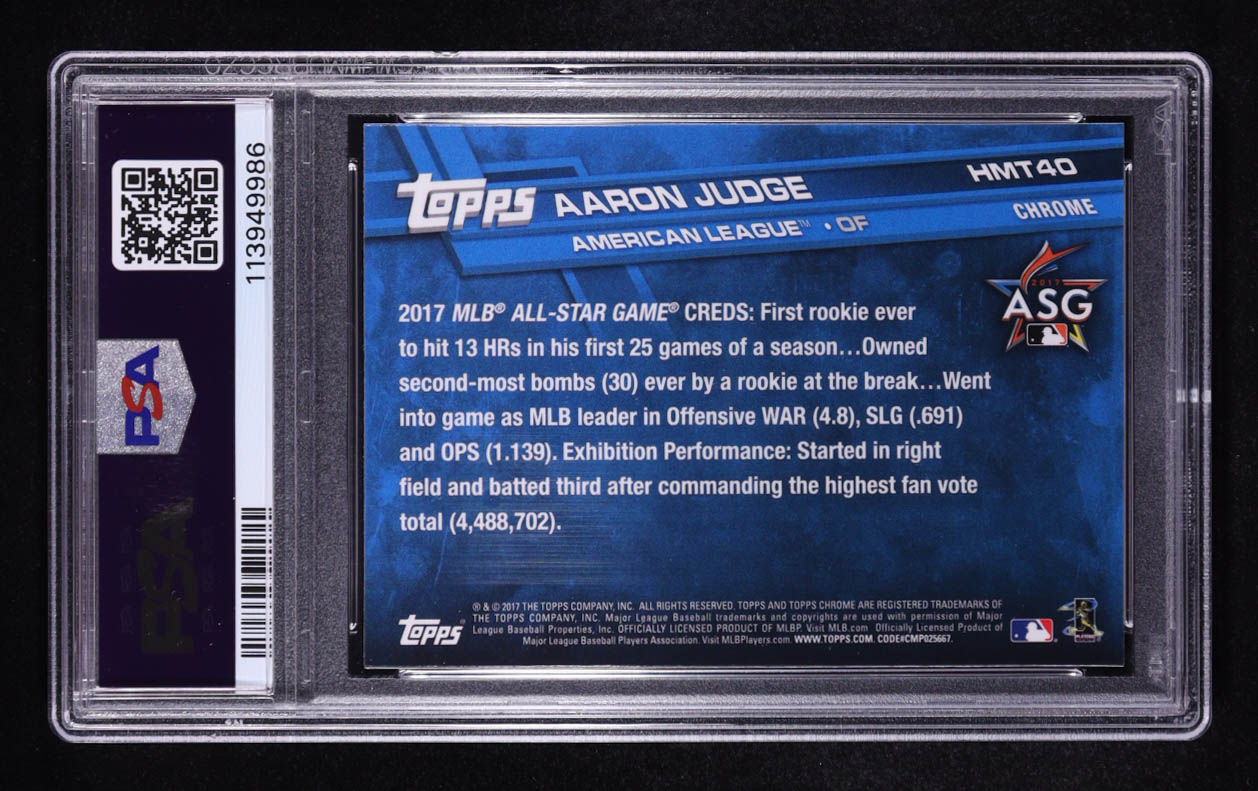 113949986
PSA
PSA
TOPPS
AARON JUDGE
HMT40
AMERICAN LEAGUE™ • OF
CHROME
2017
ASG
2017 MLB® ALL-STAR GAME® CREDS: First rookie ever
to hit 13 HRs in his first 25 games of a season...Owned
second-most bombs (30) ever by a rookie at the break...Went
into game as MLB leader in Offensive WAR (4.8), SLG (.691)
and OPS (1.139). Exhibition Performance: Started in right
field and batted third after commanding the highest fan vote
total (4,488,702).
TOPPS®
® & © 2017 THE TOPPS COMPANY, INC. ALL RIGHTS RESERVED. TOPPS AND TOPPS CHROME ARE REGISTERED TRADEMARKS OF
THE TOPPS COMPANY, INC. Major League Baseball trademarks and copyrights are used with permission of Major
League Baseball Properties, Inc. OFFICIALLY LICENSED PRODUCT OF MLBP. Visit MLB.com Officially Licensed Product of
Major League Baseball Players Association. Visit MLBPlayers.com. WWW.TOPPS.COM. CODE#CMP025667.